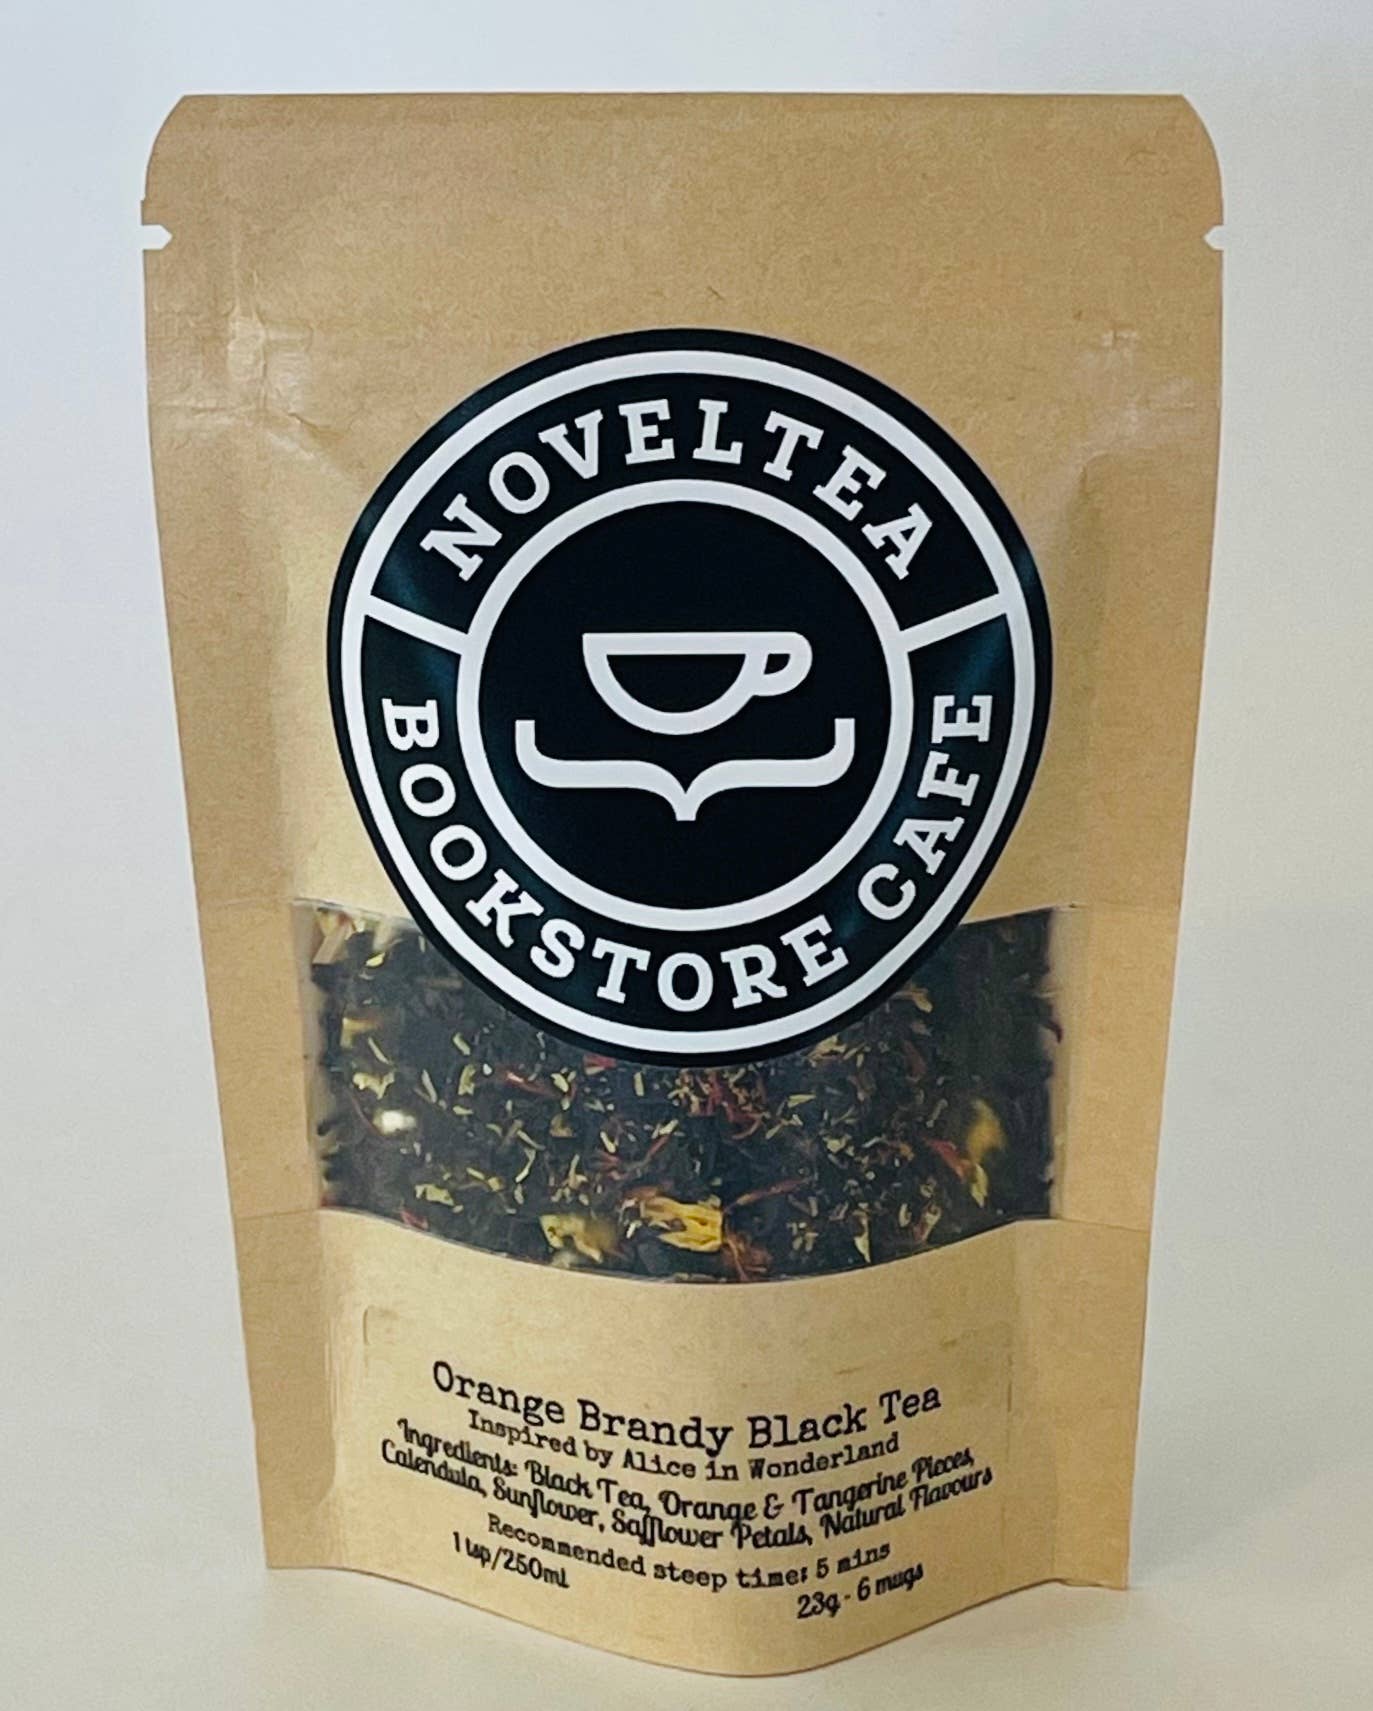 NOVELTEA
BOOKSTORE CAFE
Orange Brandy Black Tea
Inspired by Alice in Wonderland
Ingredients: Black Tea, Orange & Tangerine Pieces,
Calendula, Sunflower, Safflower Petals, Natural Flavours
Recommended steep time: 5 mins
1 tsp/250ml
23g - 6 mugs